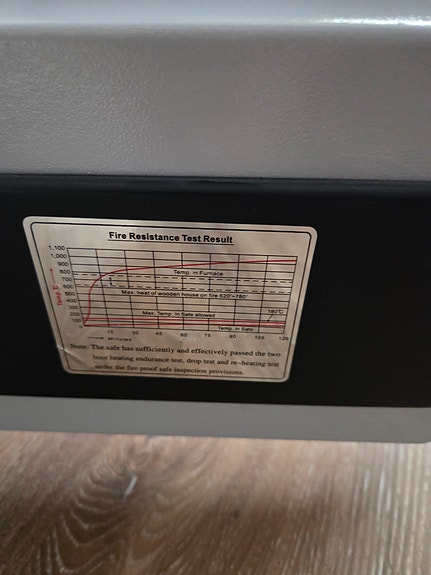 Fire Resistance Test Result
1,100
1,000
900
800
700
600
500
400
300
200
100
0
Temp.
Temp. in Furnace
Max. heat of wooden house on fire 620°~780°
Max. Temp. in Safe allowed
180℃
Temp. in Safe
15 30 45 60 75 90 105 120
Minutes
Note: The safe has sufficiently and effectively passed the two
hour heating endurance test, drop test and re-heating test
under the fire proof safe inspection provisions.